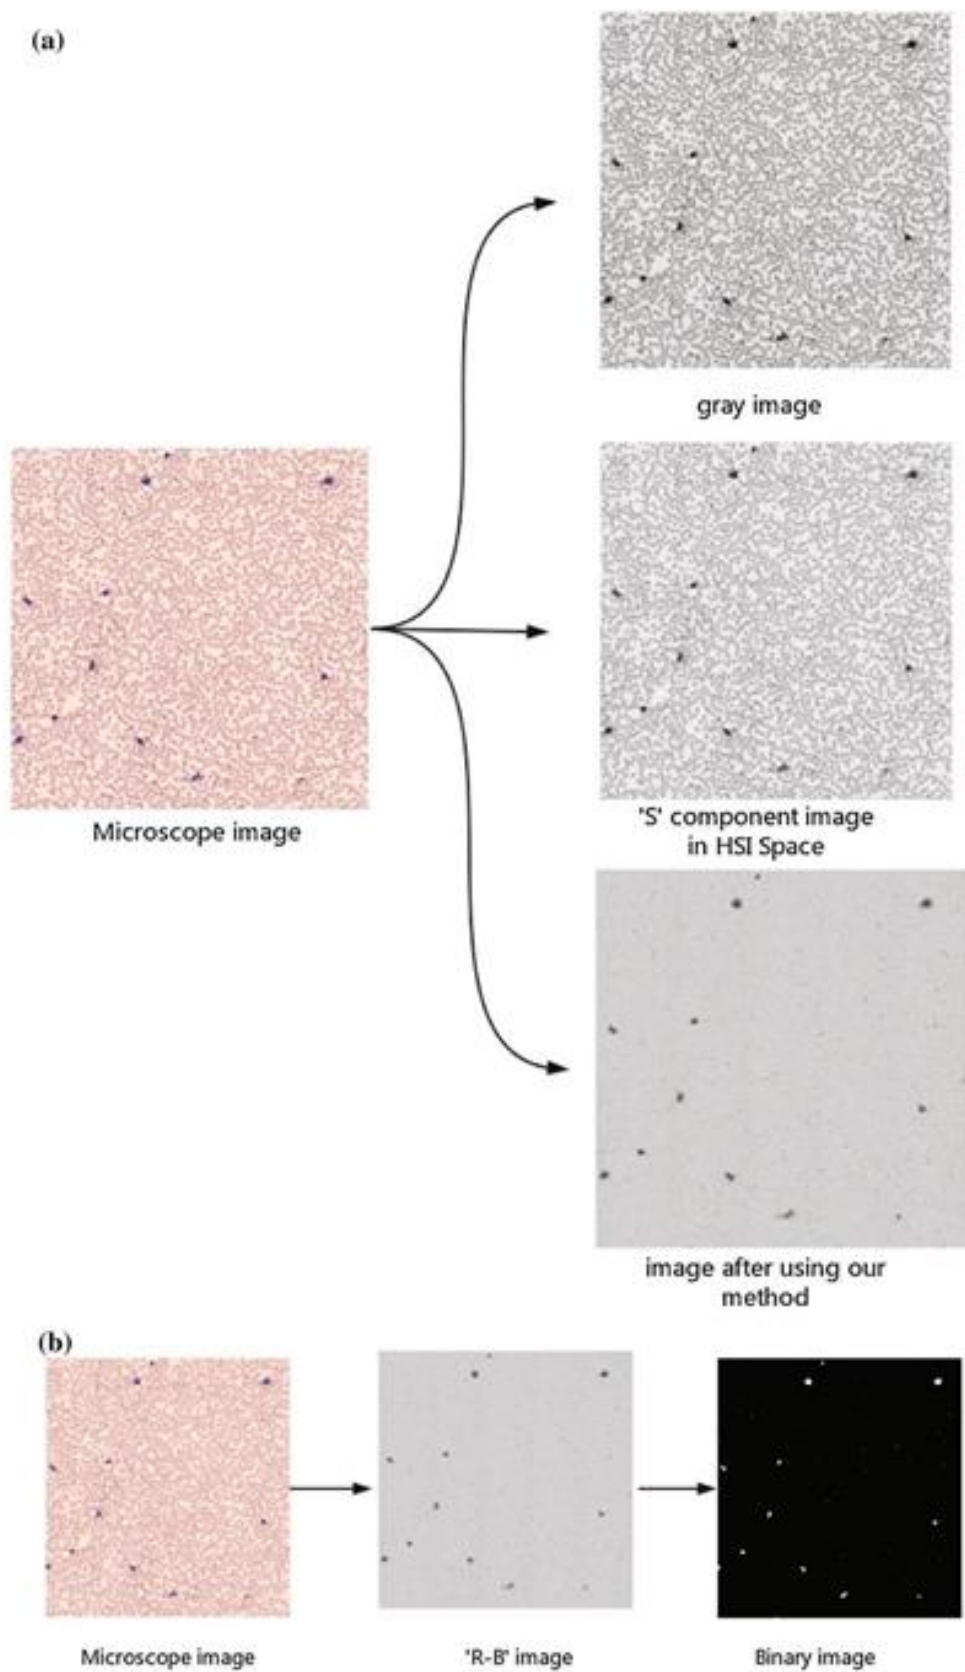 (a)
gray image
Microscope image
'S' component image
in HSI Space
image after using our
method
(b)
Microscope image
'R-B' image
Binary image